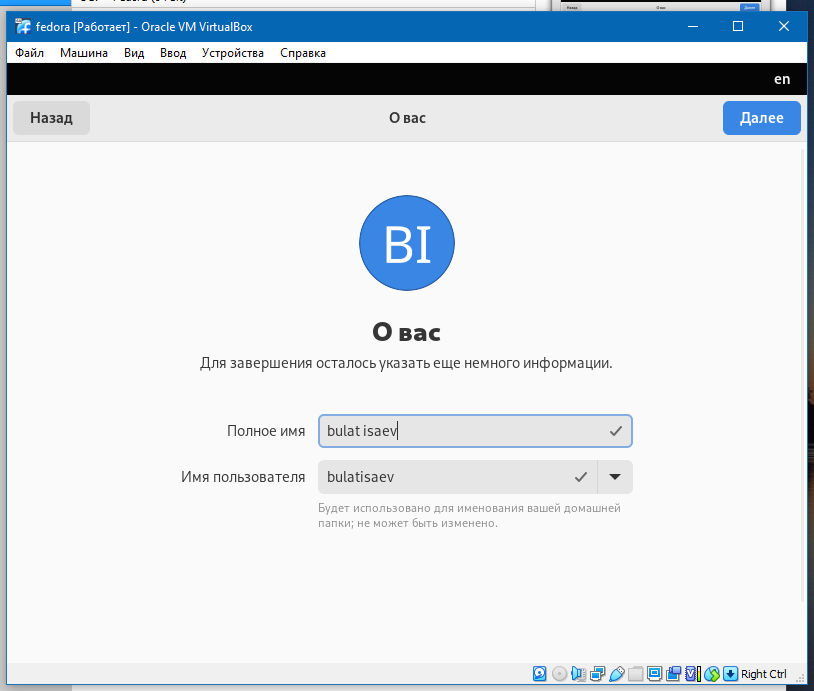 fedora [Работает] - Oracle VM VirtualBox
Файл Машина Вид Ввод Устройства Справка
en
Назад О вас Далее
BI
О вас
Для завершения осталось указать еще немного информации.
Полное имя bulat isaev
Имя пользователя bulatisaev
Будет использовано для именования вашей домашней
папки; не может быть изменено.
Right Ctrl